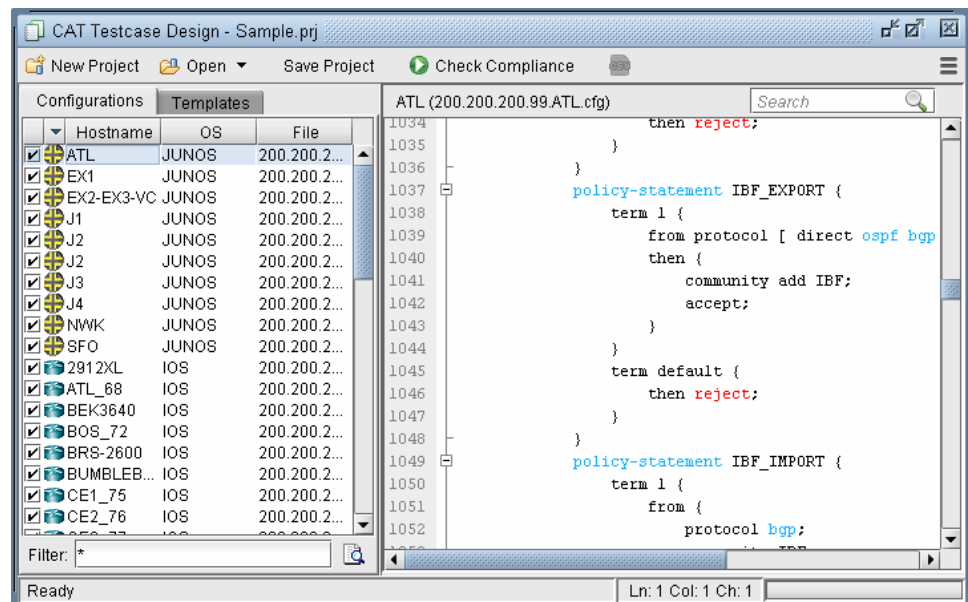 CAT Testcase Design - Sample.prj
New Project Open Save Project Check Compliance
Configurations Templates
Hostname OS File
ATL JUNOS 200.200.2...
EX1 JUNOS 200.200.2...
EX2-EX3-VC JUNOS 200.200.2...
J1 JUNOS 200.200.2...
J2 JUNOS 200.200.2...
J2 JUNOS 200.200.2...
J3 JUNOS 200.200.2...
J4 JUNOS 200.200.2...
NWK JUNOS 200.200.2...
SFO JUNOS 200.200.2...
2912XL IOS 200.200.2...
ATL_68 IOS 200.200.2...
BEK3640 IOS 200.200.2...
BOS_72 IOS 200.200.2...
BRS-2600 IOS 200.200.2...
BUMBLEB... IOS 200.200.2...
CE1_75 IOS 200.200.2...
CE2_76 IOS 200.200.2...
Filter: *
ATL (200.200.200.99.ATL.cfg) Search
1034 then reject;
1035 }
1036 }
1037 policy-statement IBF_EXPORT {
1038 term 1 {
1039 from protocol [ direct ospf bgp
1040 then {
1041 community add IBF;
1042 accept;
1043 }
1044 }
1045 term default {
1046 then reject;
1047 }
1048 }
1049 policy-statement IBF_IMPORT {
1050 term 1 {
1051 from {
1052 protocol bgp;
Ready Ln: 1 Col: 1 Ch: 1